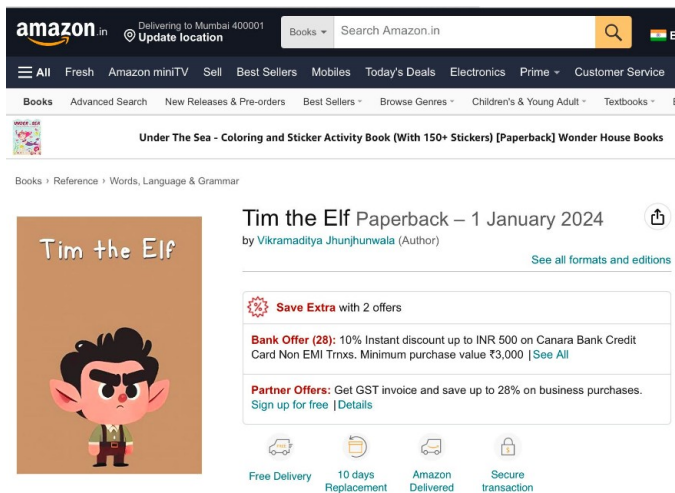 amazon.in
Delivering to Mumbai 400001
Update location
Books
Search Amazon.in
All Fresh Amazon miniTV Sell Best Sellers Mobiles Today's Deals Electronics Prime Customer Service
Books Advanced Search New Releases & Pre-orders Best Sellers Browse Genres Children's & Young Adult Textbooks
UNDER THE SEA
Under The Sea - Coloring and Sticker Activity Book (With 150+ Stickers) [Paperback] Wonder House Books
Books › Reference › Words, Language & Grammar
Tim the Elf
Tim the Elf Paperback – 1 January 2024
by Vikramaditya Jhunjhunwala (Author)
See all formats and editions
Save Extra with 2 offers
Bank Offer (28): 10% Instant discount up to INR 500 on Canara Bank Credit
Card Non EMI Trnxs. Minimum purchase value ₹3,000 | See All
Partner Offers: Get GST invoice and save up to 28% on business purchases.
Sign up for free | Details
Free Delivery
10 days
Replacement
Amazon
Delivered
Secure
transaction